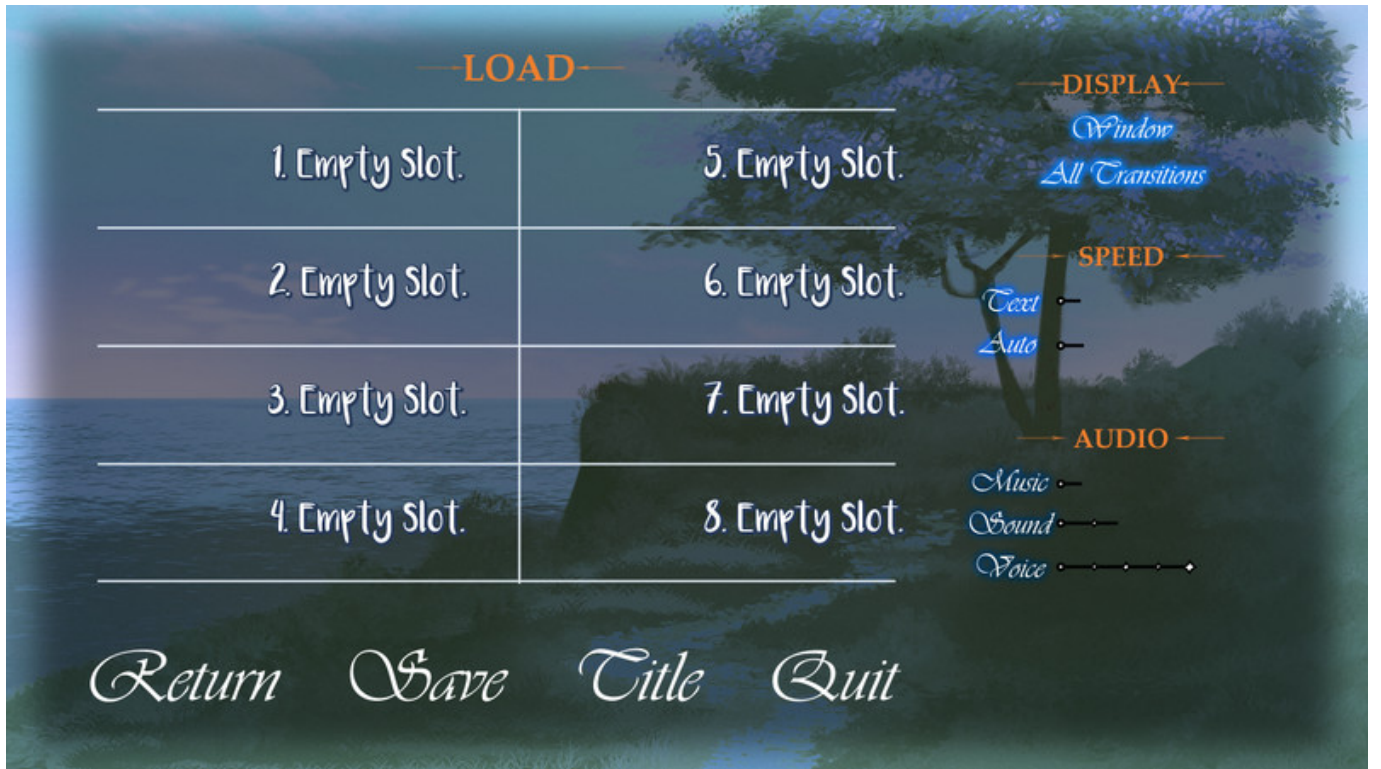 LOAD
1. Empty Slot.
2. Empty Slot.
3. Empty Slot.
4. Empty Slot.
5. Empty Slot.
6. Empty Slot.
7. Empty Slot.
8. Empty Slot.
DISPLAY
Window
All Transitions
SPEED
Text
Auto
AUDIO
Music
Sound
Voice
Return
Save
Title
Quit